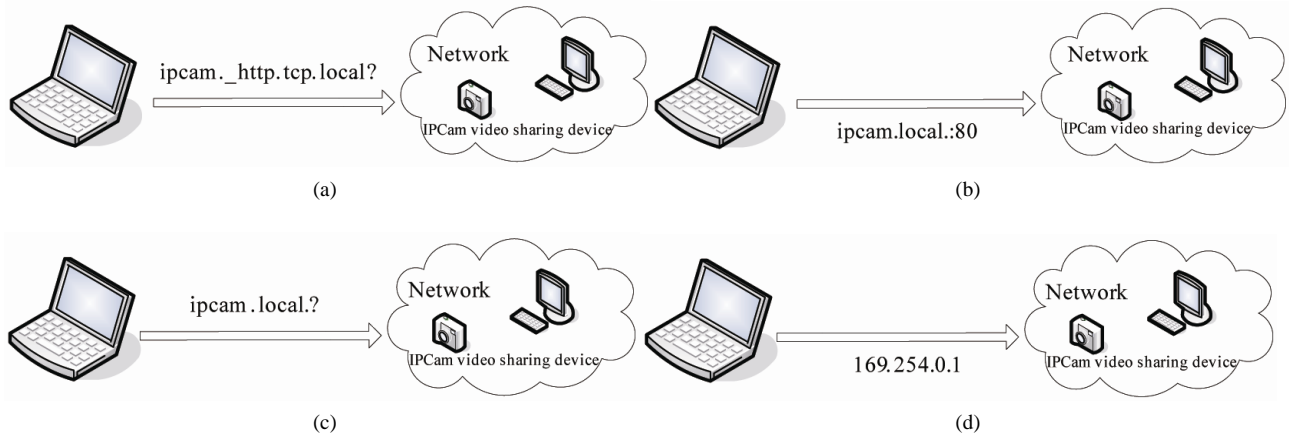 Network
ipcam._http.tcp.local?
IPCam video sharing device
(a)
Network
ipcam.local.:80
IPCam video sharing device
(b)
Network
ipcam.local.?
IPCam video sharing device
(c)
Network
169.254.0.1
IPCam video sharing device
(d)